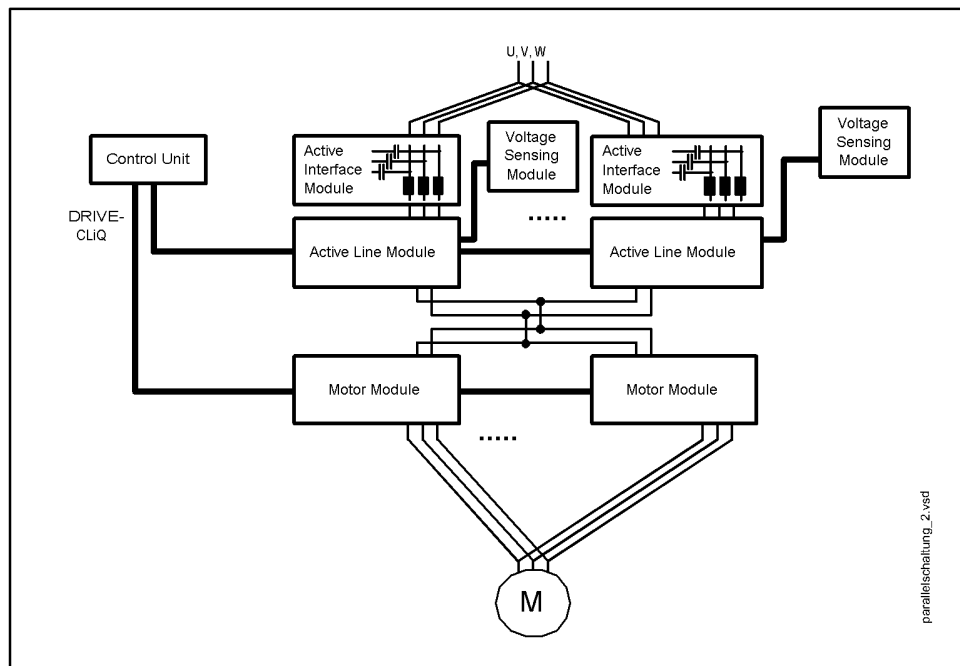 U, V, W
Control Unit
Active
Interface
Module
Voltage
Sensing
Module
Active
Interface
Module
Voltage
Sensing
Module
DRIVE-
CLiQ
Active Line Module
.....
Active Line Module
Motor Module
Motor Module
.....
M
parallelschaltung_2.vsd